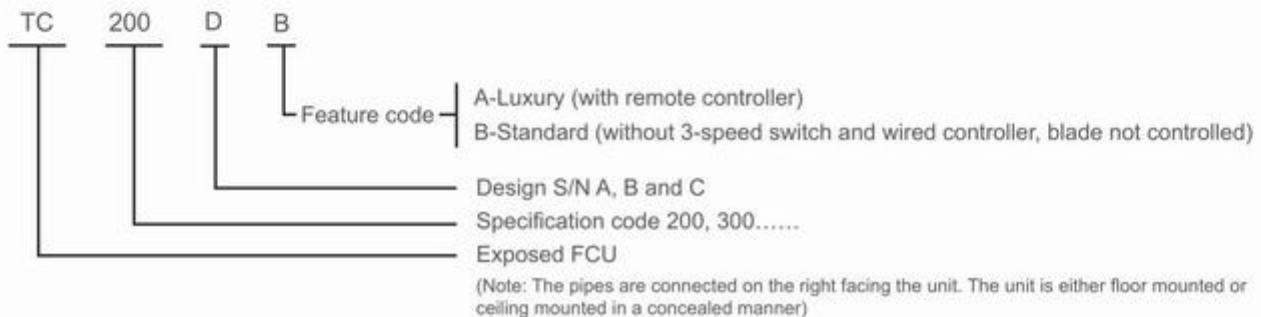 TC 200 D B
Feature code
A-Luxury (with remote controller)
B-Standard (without 3-speed switch and wired controller, blade not controlled)
Design S/N A, B and C
Specification code 200, 300......
Exposed FCU
(Note: The pipes are connected on the right facing the unit. The unit is either floor mounted or
ceiling mounted in a concealed manner)